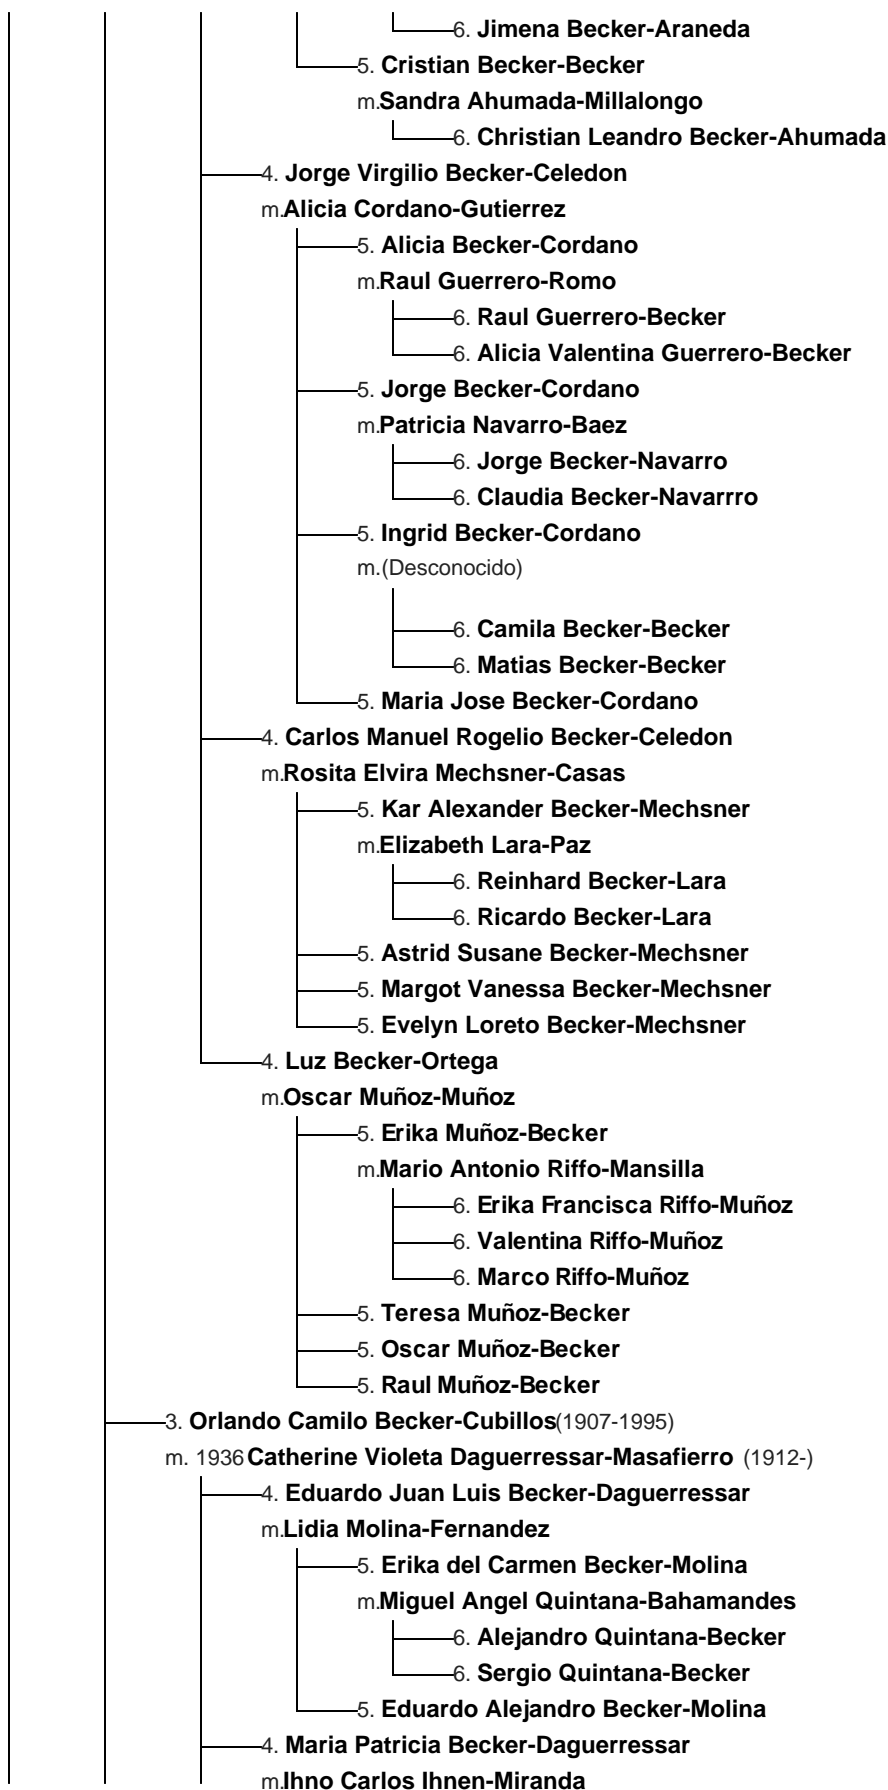 6. Jimena Becker-Araneda
5. Cristian Becker-Becker
m.Sandra Ahumada-Millalongo
6. Christian Leandro Becker-Ahumada
4. Jorge Virgilio Becker-Celedon
m.Alicia Cordano-Gutierrez
5. Alicia Becker-Cordano
m.Raul Guerrero-Romo
6. Raul Guerrero-Becker
6. Alicia Valentina Guerrero-Becker
5. Jorge Becker-Cordano
m.Patricia Navarro-Baez
6. Jorge Becker-Navarro
6. Claudia Becker-Navarrro
5. Ingrid Becker-Cordano
m.(Desconocido)
6. Camila Becker-Becker
6. Matias Becker-Becker
5. Maria Jose Becker-Cordano
4. Carlos Manuel Rogelio Becker-Celedon
m.Rosita Elvira Mechsner-Casas
5. Kar Alexander Becker-Mechsner
m.Elizabeth Lara-Paz
6. Reinhard Becker-Lara
6. Ricardo Becker-Lara
5. Astrid Susane Becker-Mechsner
5. Margot Vanessa Becker-Mechsner
5. Evelyn Loreto Becker-Mechsner
4. Luz Becker-Ortega
m.Oscar Muñoz-Muñoz
5. Erika Muñoz-Becker
m.Mario Antonio Riffo-Mansilla
6. Erika Francisca Riffo-Muñoz
6. Valentina Riffo-Muñoz
6. Marco Riffo-Muñoz
5. Teresa Muñoz-Becker
5. Oscar Muñoz-Becker
5. Raul Muñoz-Becker
3. Orlando Camilo Becker-Cubillos(1907-1995)
m. 1936 Catherine Violeta Daguerressar-Masafierro (1912-)
4. Eduardo Juan Luis Becker-Daguerressar
m.Lidia Molina-Fernandez
5. Erika del Carmen Becker-Molina
m.Miguel Angel Quintana-Bahamandes
6. Alejandro Quintana-Becker
6. Sergio Quintana-Becker
5. Eduardo Alejandro Becker-Molina
4. Maria Patricia Becker-Daguerressar
m.Ihno Carlos Ihnen-Miranda